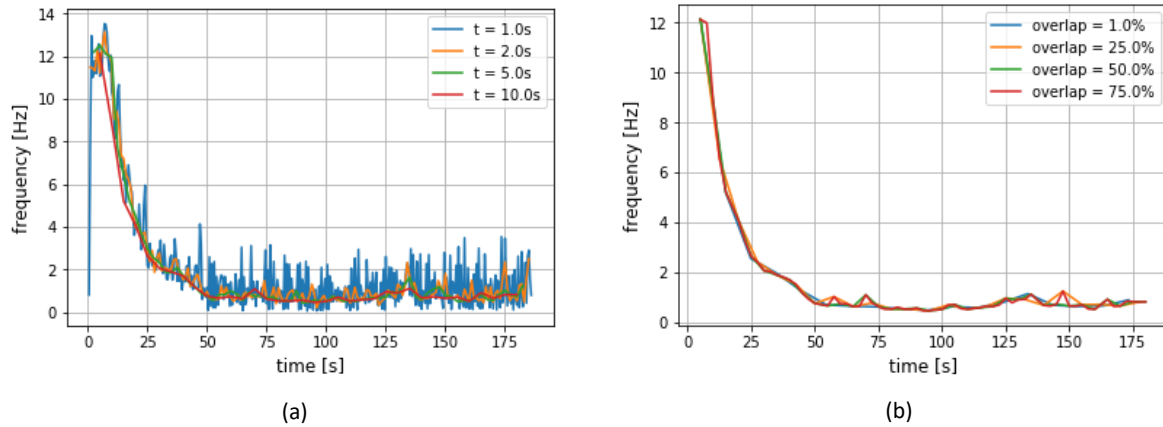 14
12
10
8
6
4
2
0
frequency [Hz]
t = 1.0s
t = 2.0s
t = 5.0s
t = 10.0s
0 25 50 75 100 125 150 175
time [s]
(a)
12
10
8
6
4
2
0
frequency [Hz]
overlap = 1.0%
overlap = 25.0%
overlap = 50.0%
overlap = 75.0%
0 25 50 75 100 125 150 175
time [s]
(b)